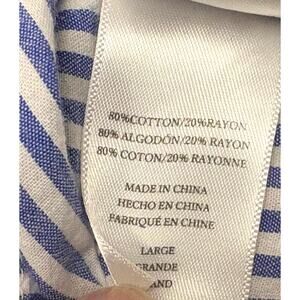 80%COTTON/20%RAYON
80% ALGODÓN/20% RAYON
80% COTON/20% RAYONNE
MADE IN CHINA
HECHO EN CHINA
FABRIQUÉ EN CHINE
LARGE
GRANDE